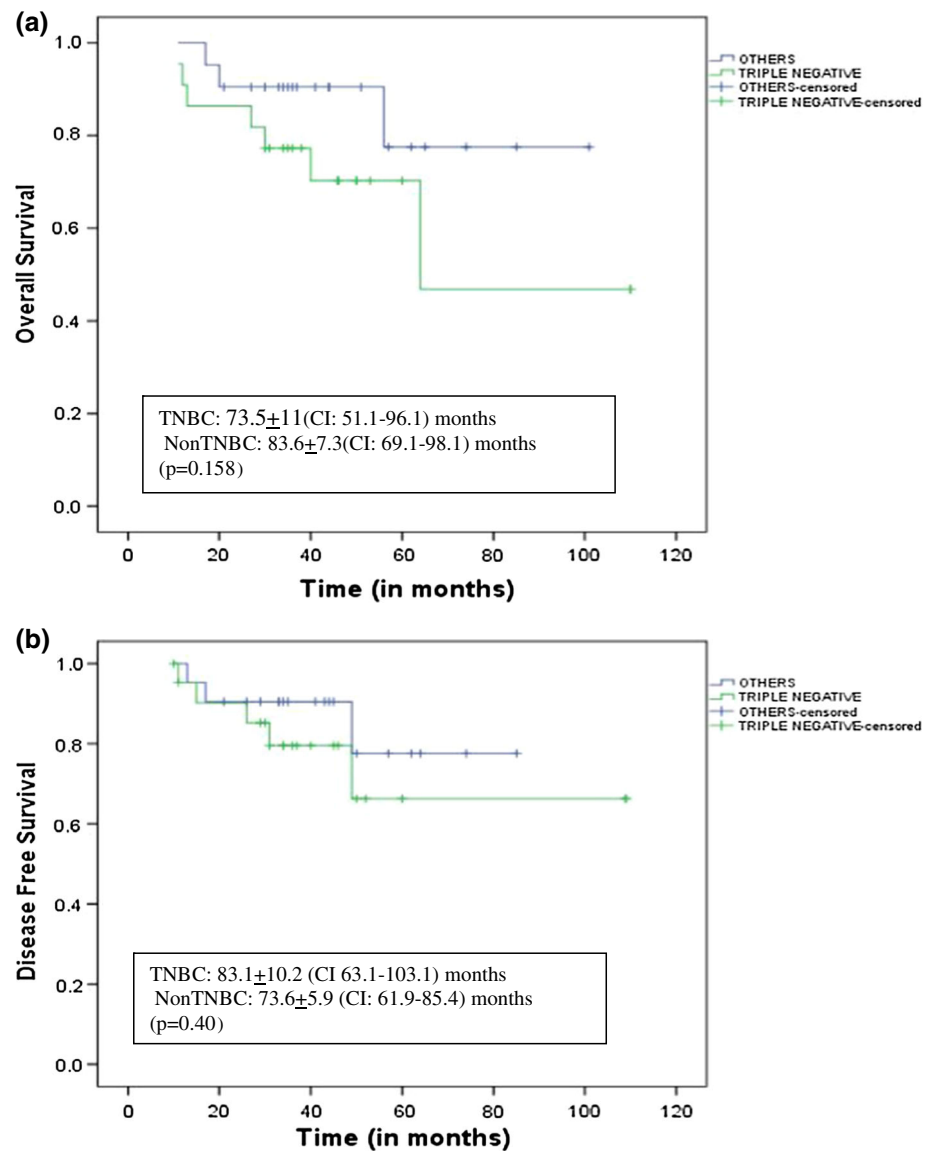 (a)
1.0
0.8
0.6
0.4
0.2
0.0
Overall Survival
OTHERS
TRIPLE NEGATIVE
OTHERS-censored
TRIPLE NEGATIVE-censored
TNBC: 73.5±11(CI: 51.1-96.1) months
NonTNBC: 83.6±7.3(CI: 69.1-98.1) months
(p=0.158)
0 20 40 60 80 100 120
Time (in months)
(b)
1.0
0.8
0.6
0.4
0.2
0.0
Disease Free Survival
OTHERS
TRIPLE NEGATIVE
OTHERS-censored
TRIPLE NEGATIVE-censored
TNBC: 83.1±10.2 (CI 63.1-103.1) months
NonTNBC: 73.6±5.9 (CI: 61.9-85.4) months
(p=0.40)
0 20 40 60 80 100 120
Time (in months)